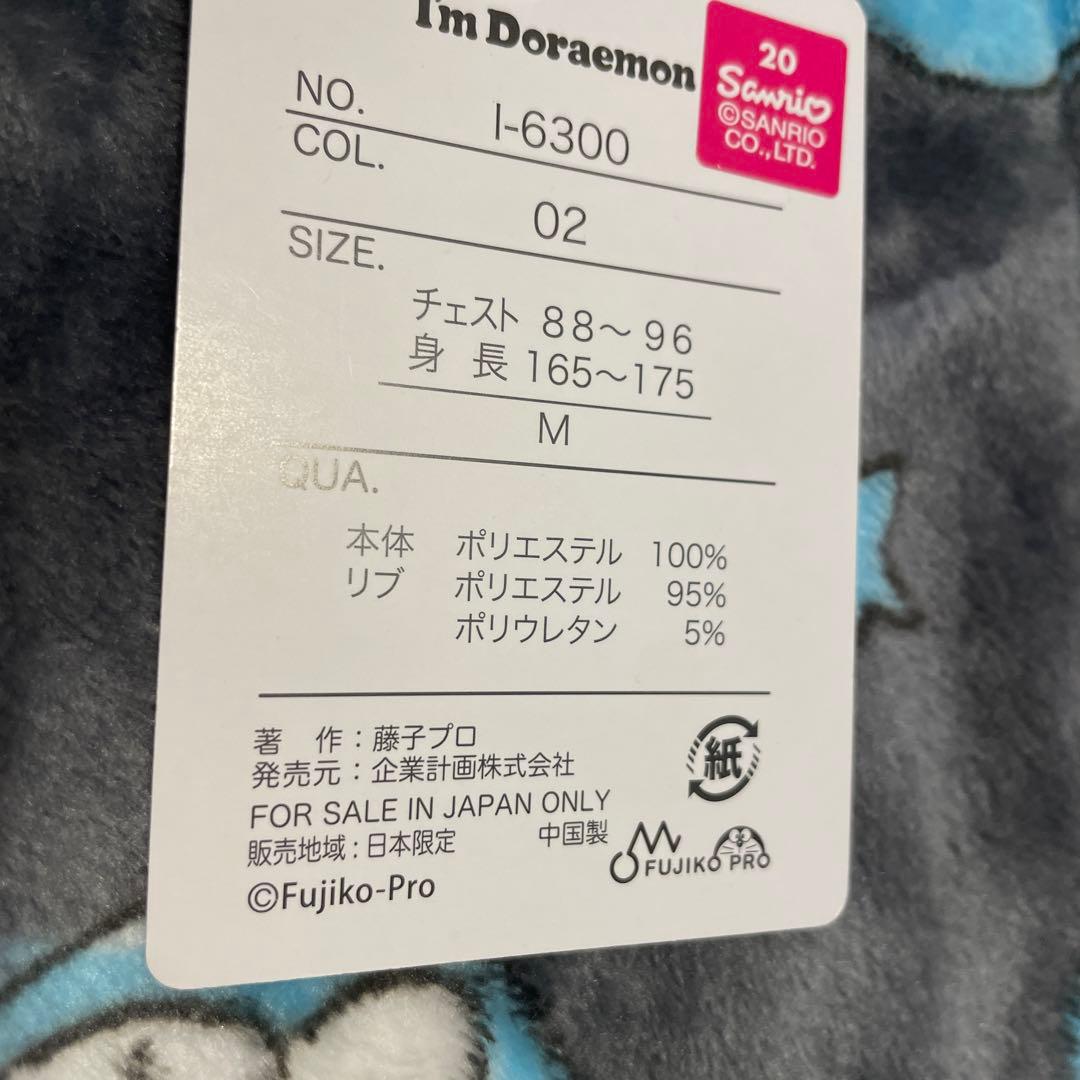 I'm Doraemon
20
Sanrio
©SANRIO
CO.,LTD.
NO.
I-6300
COL.
02
SIZE.
チェスト 88～96
身 長 165～175
M
QUA.
本体 ポリエステル 100%
リブ ポリエステル 95%
ポリウレタン 5%
著 作：藤子プロ
発売元：企業計画株式会社
FOR SALE IN JAPAN ONLY
販売地域：日本限定 中国製
©Fujiko-Pro
紙
FUJIKO PRO